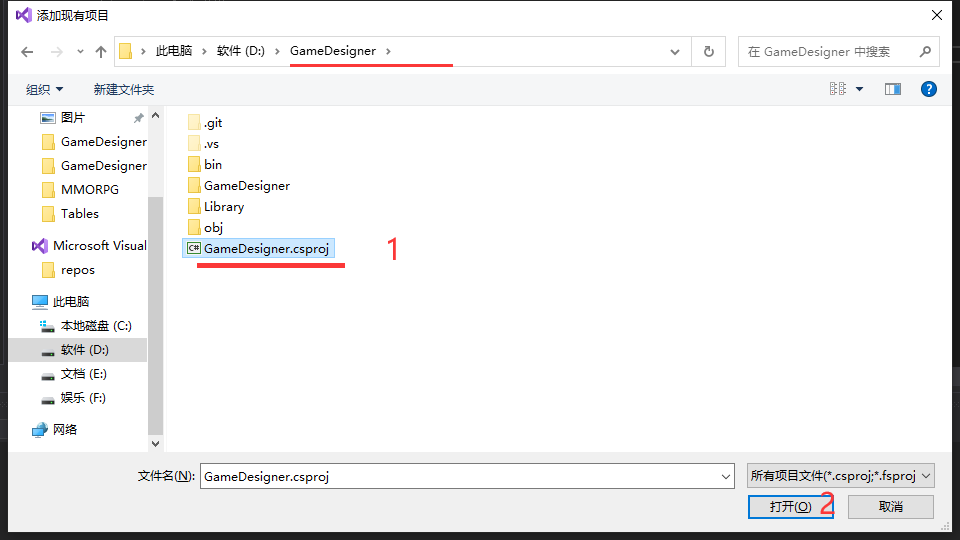 添加现有项目
此电脑 软件 (D:) GameDesigner
在 GameDesigner 中搜索
组织 新建文件夹
图片
GameDesigner
GameDesigner
MMORPG
Tables
Microsoft Visual
repos
此电脑
本地磁盘 (C:)
软件 (D:)
文档 (E:)
娱乐 (F:)
网络
.git
.vs
bin
GameDesigner
Library
obj
C# GameDesigner.csproj
1
文件名(N): GameDesigner.csproj
所有项目文件(*.csproj;*.fsproj
打开(O) 2 取消